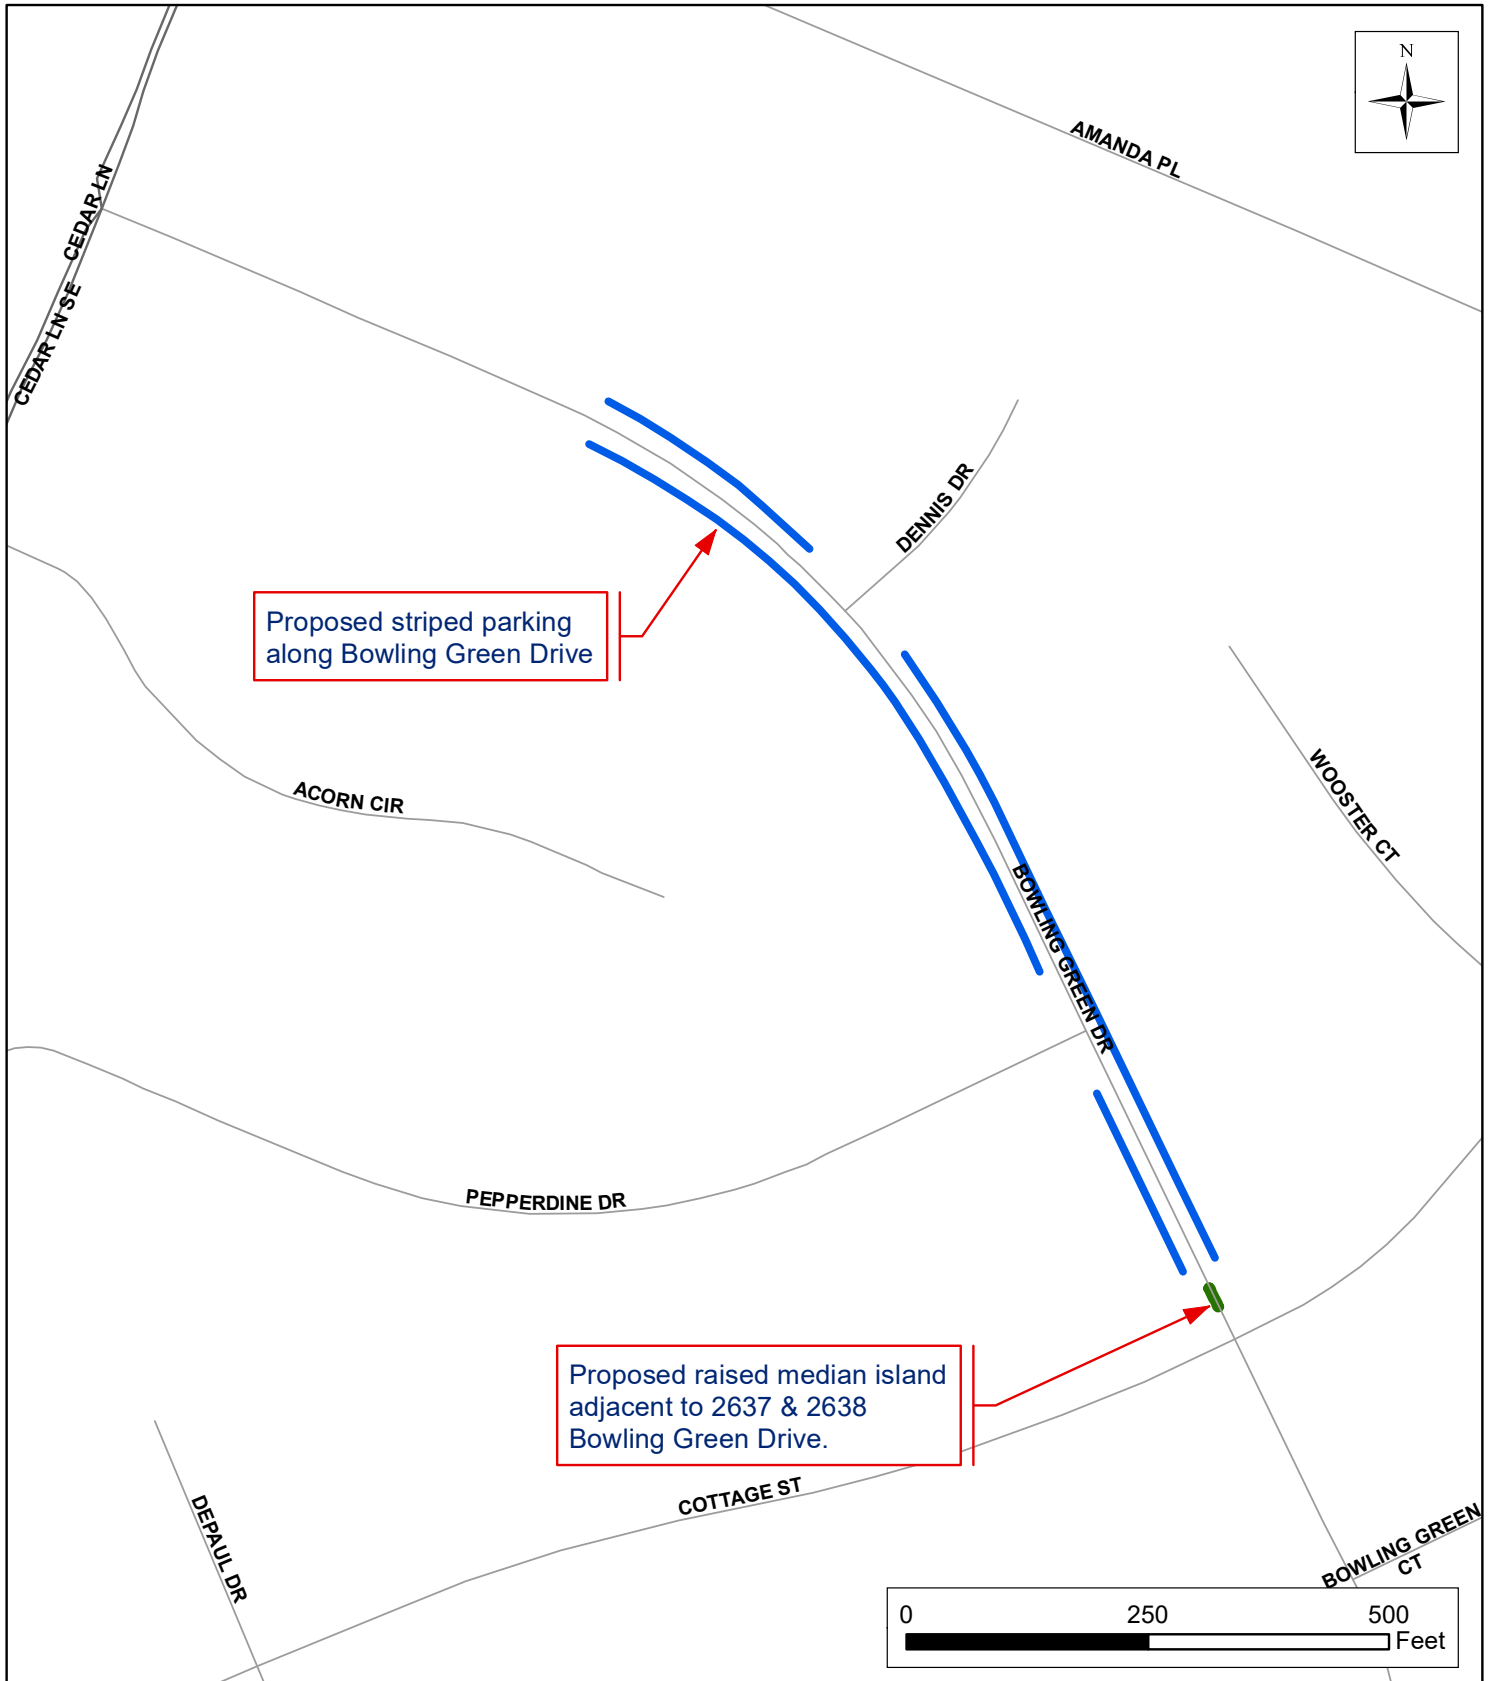 N
AMANDA PL
CEDAR LN
CEDAR LN SE
DENNIS DR
Proposed striped parking
along Bowling Green Drive
WOOSTER CT
ACORN CIR
BOWLING GREEN DR
PEPPERDINE DR
Proposed raised median island
adjacent to 2637 & 2638
Bowling Green Drive.
COTTAGE ST
DEPAUL DR
BOWLING GREEN
CT
0 250 500
Feet